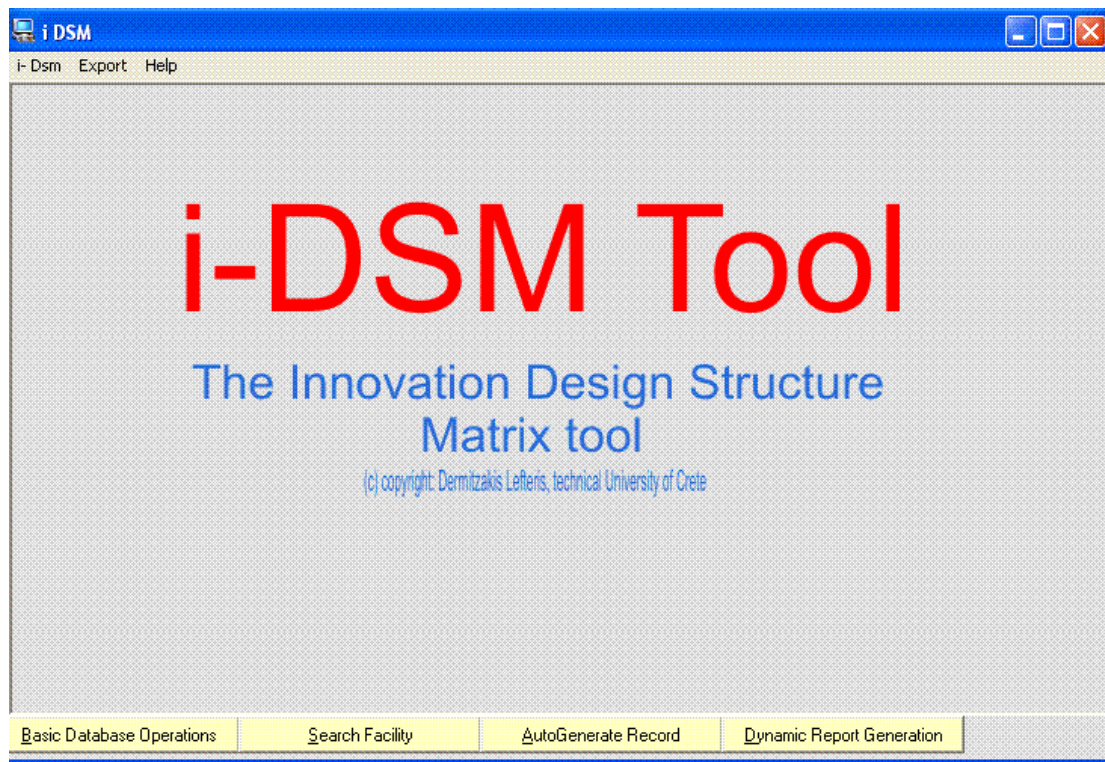 i DSM
i- Dsm Export Help
i-DSM Tool
The Innovation Design Structure
Matrix tool
(c) copyright: Dermitzakis Lefteris, technical University of Crete
Basic Database Operations Search Facility AutoGenerate Record Dynamic Report Generation